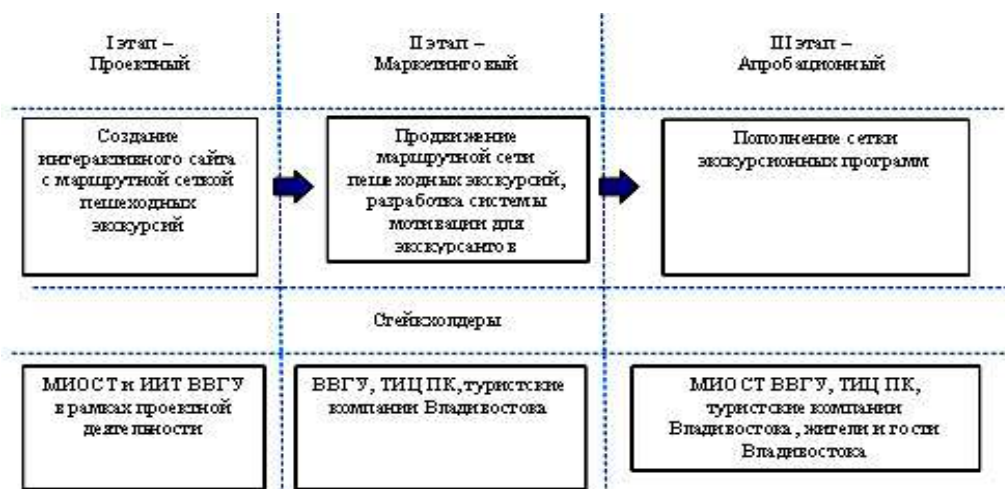 I этап –
Проектный
II этап –
Маркетинговый
III этап –
Апробационный
Создание
интерактивного сайта
с маршрутной сеткой
пешеходных
экскурсий
Продвижение
маршрутной сети
пешеходных экскурсий,
разработка системы
мотивации для
экскурсантов
Пополнение сетки
экскурсионных программ
Стейкхолдеры
МИОСТ и ИИТ ВВГУ
в рамках проектной
деятельности
ВВГУ, ТИЦ ПК, туристские
компании Владивостока
МИОСТ ВВГУ, ТИЦ ПК,
туристские компании
Владивостока, жители и гости
Владивостока